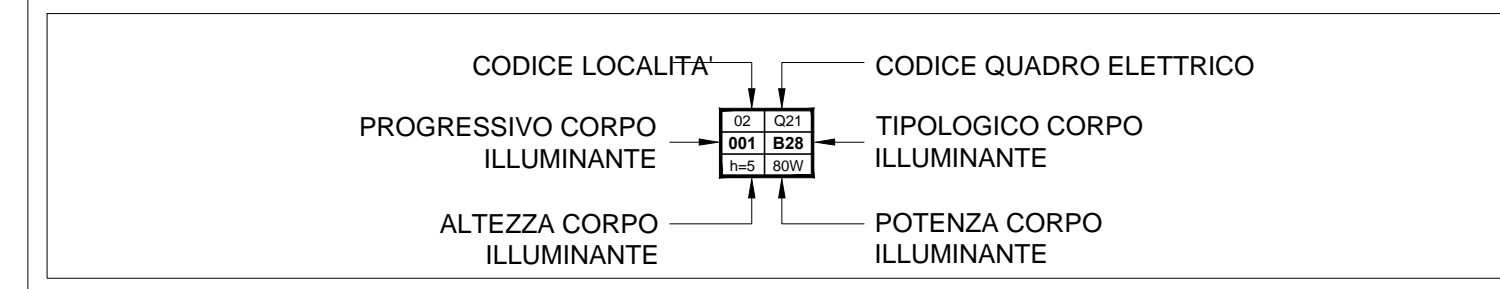 CODICE LOCALITA' CODICE QUADRO ELETTRICO
02 Q21
PROGRESSIVO CORPO TIPOLOGICO CORPO
001 B28
ILLUMINANTE ILLUMINANTE
h=5 80W
ALTEZZA CORPO POTENZA CORPO
ILLUMINANTE ILLUMINANTE